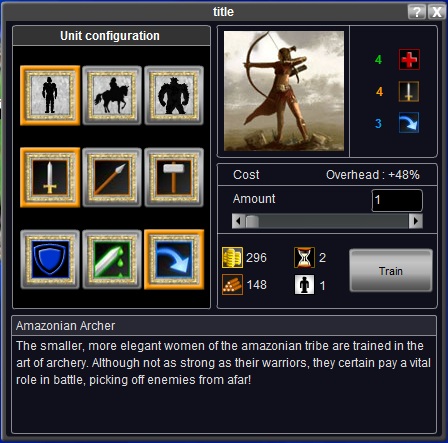 title
? X
Unit configuration
4
4
3
Cost Overhead : +48%
Amount 1
296 2
148 1
Train
Amazonian Archer
The smaller, more elegant women of the amazonian tribe are trained in the
art of archery. Although not as strong as their warriors, they certain pay a vital
role in battle, picking off enemies from afar!